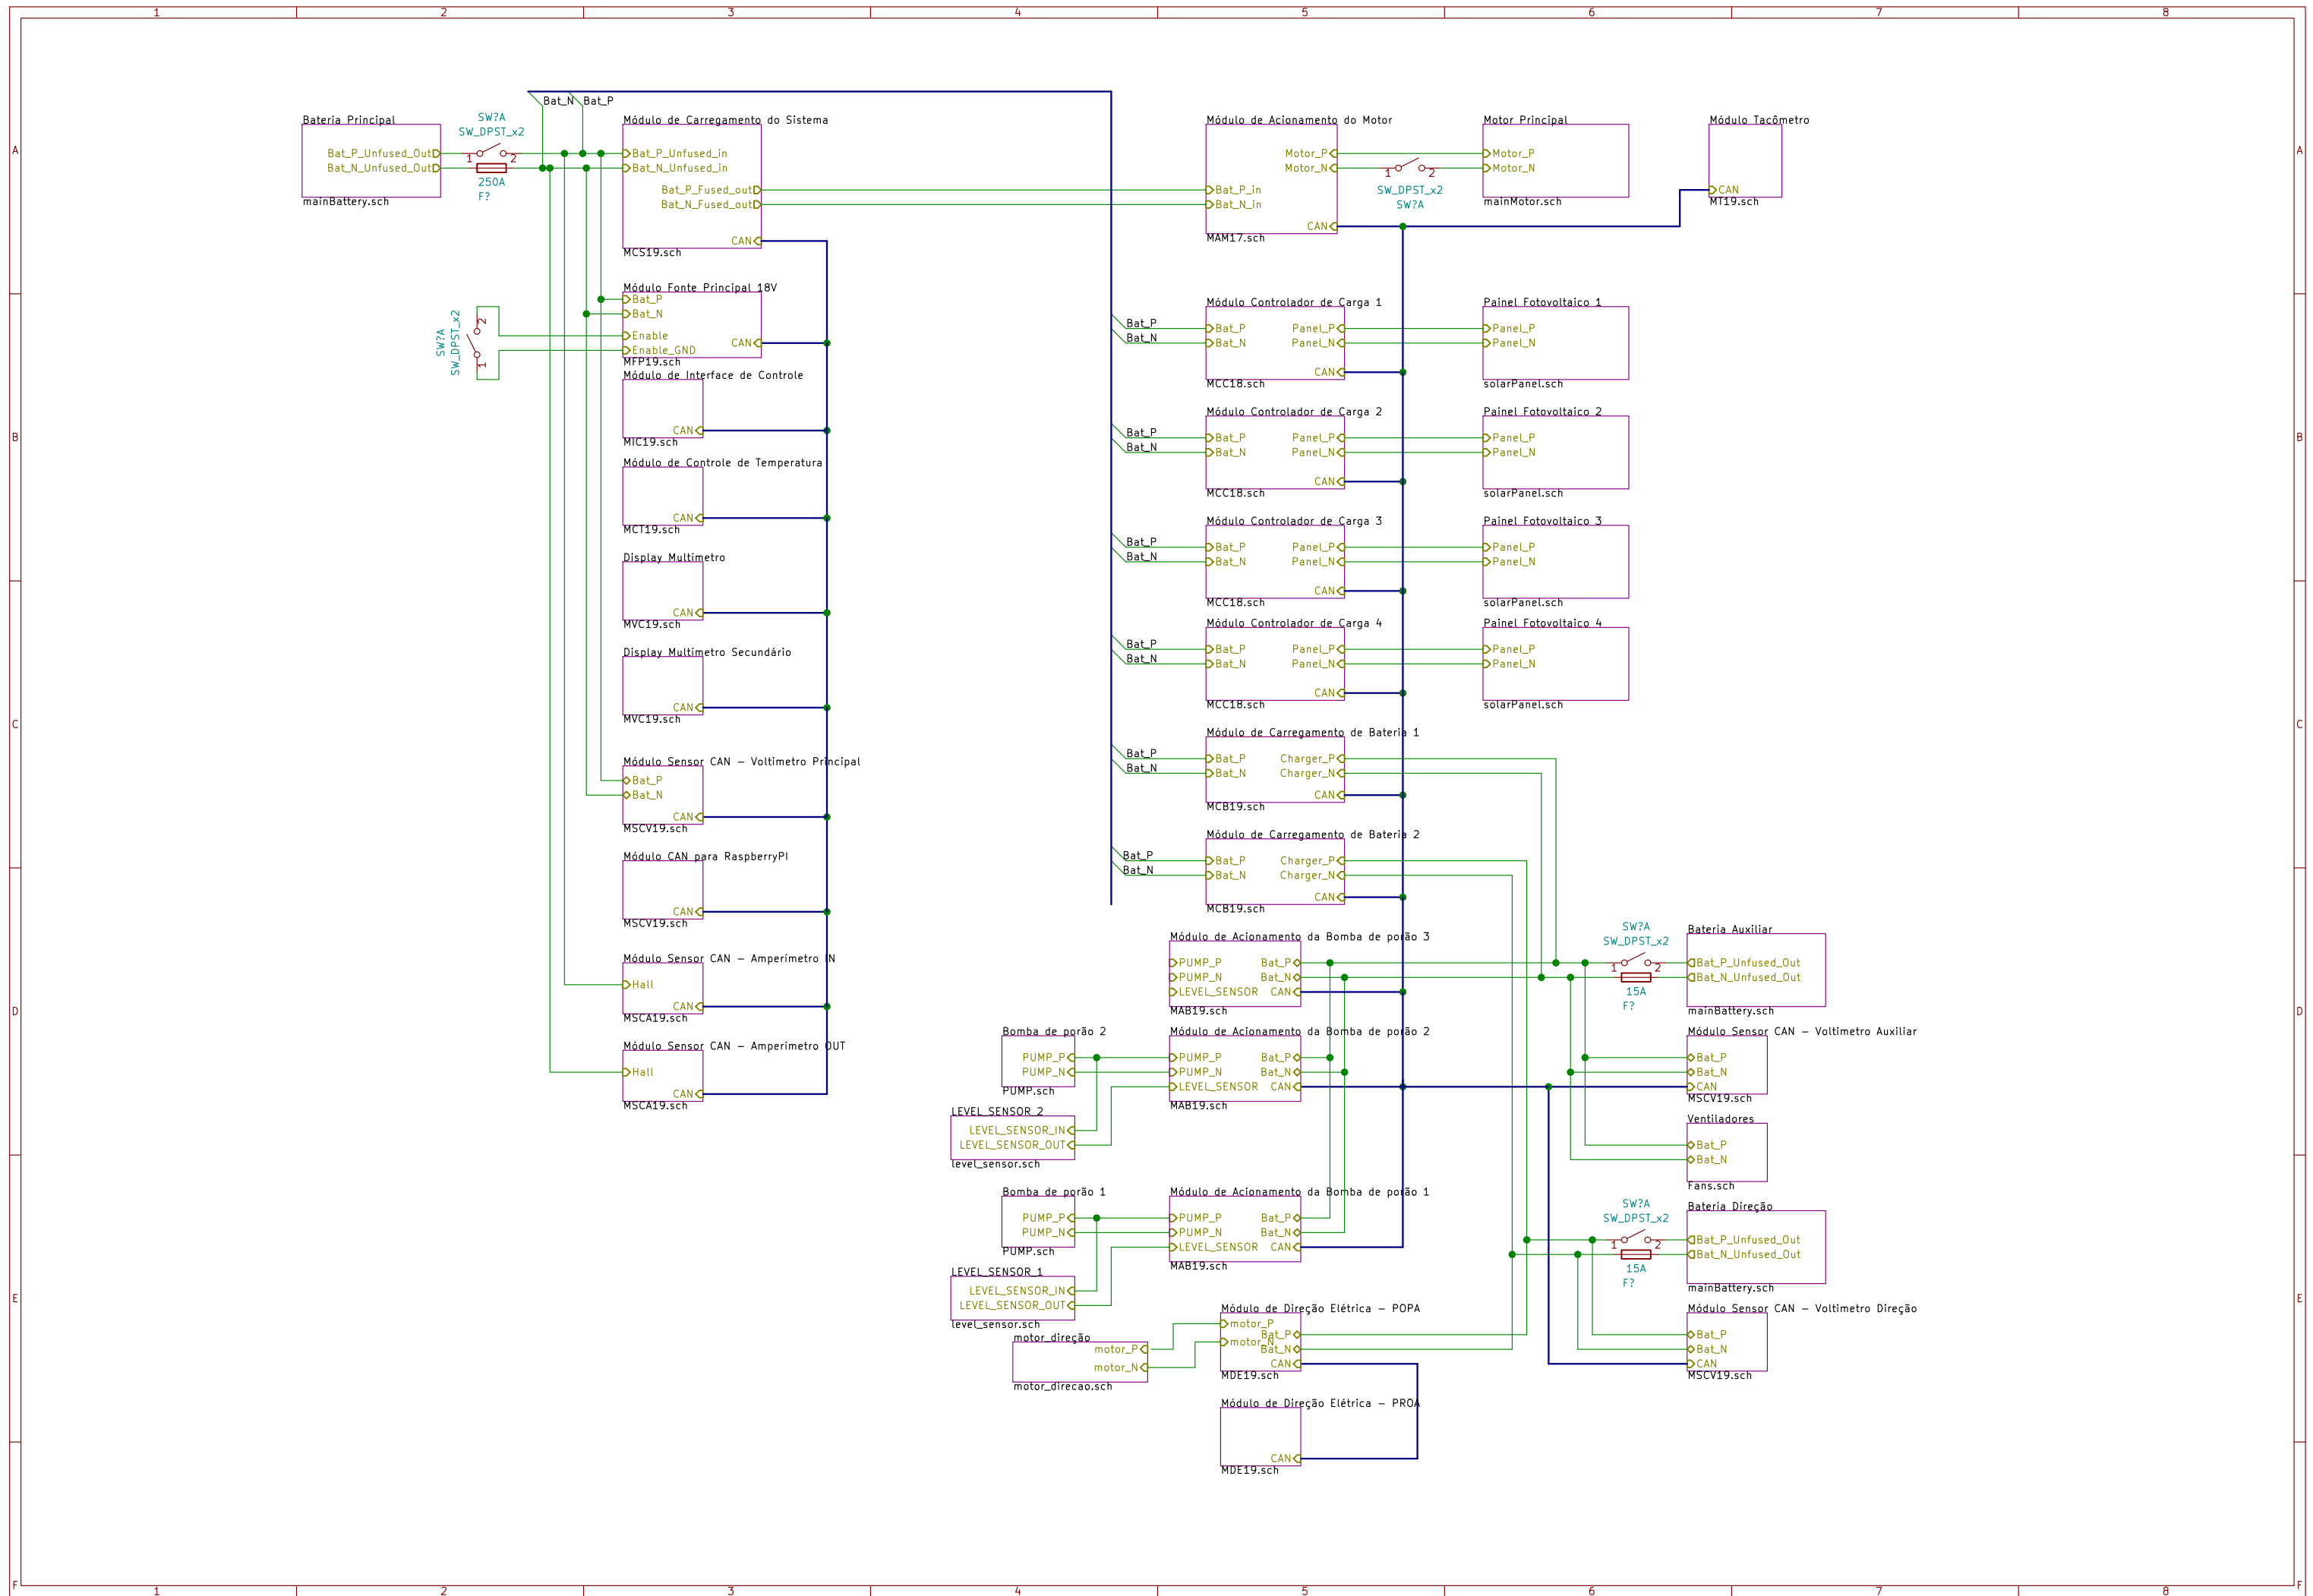 1 2 3 4 5 6 7 8
A
B
C
D
E
F
Bat_N
Bat_P
Bateria Principal
Bat_P_Unfused_Out
Bat_N_Unfused_Out
mainBattery.sch
SW?A
SW_DPST_x2
1 2
250A
F?
Módulo de Carregamento do Sistema
Bat_P_Unfused_in
Bat_N_Unfused_in
Bat_P_Fused_out
Bat_N_Fused_out
CAN
MCS19.sch
SW?A
SW_DPST_x2
2
1
Módulo Fonte Principal 18V
Bat_P
Bat_N
Enable
Enable_GND
CAN
MFP19.sch
Módulo de Interface de Controle
CAN
MIC19.sch
Módulo de Controle de Temperatura
CAN
MCT19.sch
Display Multímetro
CAN
MVC19.sch
Display Multímetro Secundário
CAN
MVC19.sch
Módulo Sensor CAN – Voltímetro Principal
Bat_P
Bat_N
CAN
MSCV19.sch
Módulo CAN para RaspberryPI
CAN
MSCV19.sch
Módulo Sensor CAN – Amperímetro IN
Hall
CAN
MSCA19.sch
Módulo Sensor CAN – Amperímetro OUT
Hall
CAN
MSCA19.sch
Módulo de Acionamento do Motor
Motor_P
Motor_N
Bat_P_in
Bat_N_in
CAN
MAM17.sch
1 2
SW_DPST_x2
SW?A
Motor Principal
Motor_P
Motor_N
mainMotor.sch
Módulo Tacômetro
CAN
MT19.sch
Bat_P
Bat_N
Módulo Controlador de Carga 1
Bat_P Panel_P
Bat_N Panel_N
CAN
MCC18.sch
Painel Fotovoltaico 1
Panel_P
Panel_N
solarPanel.sch
Bat_P
Bat_N
Módulo Controlador de Carga 2
Bat_P Panel_P
Bat_N Panel_N
CAN
MCC18.sch
Painel Fotovoltaico 2
Panel_P
Panel_N
solarPanel.sch
Bat_P
Bat_N
Módulo Controlador de Carga 3
Bat_P Panel_P
Bat_N Panel_N
CAN
MCC18.sch
Painel Fotovoltaico 3
Panel_P
Panel_N
solarPanel.sch
Bat_P
Bat_N
Módulo Controlador de Carga 4
Bat_P Panel_P
Bat_N Panel_N
CAN
MCC18.sch
Painel Fotovoltaico 4
Panel_P
Panel_N
solarPanel.sch
Bat_P
Bat_N
Módulo de Carregamento de Bateria 1
Bat_P Charger_P
Bat_N Charger_N
CAN
MCB19.sch
Bat_P
Bat_N
Módulo de Carregamento de Bateria 2
Bat_P Charger_P
Bat_N Charger_N
CAN
MCB19.sch
Módulo de Acionamento da Bomba de porão 3
PUMP_P Bat_P
PUMP_N Bat_N
LEVEL_SENSOR CAN
MAB19.sch
SW?A
SW_DPST_x2
1 2
15A
F?
Bateria Auxiliar
Bat_P_Unfused_Out
Bat_N_Unfused_Out
mainBattery.sch
Bomba de porão 2
PUMP_P
PUMP_N
PUMP.sch
Módulo de Acionamento da Bomba de porão 2
PUMP_P Bat_P
PUMP_N Bat_N
LEVEL_SENSOR CAN
MAB19.sch
Módulo Sensor CAN – Voltímetro Auxiliar
Bat_P
Bat_N
CAN
MSCV19.sch
LEVEL_SENSOR_2
LEVEL_SENSOR_IN
LEVEL_SENSOR_OUT
level_sensor.sch
Ventiladores
Bat_P
Bat_N
Fans.sch
Bomba de porão 1
PUMP_P
PUMP_N
PUMP.sch
Módulo de Acionamento da Bomba de porão 1
PUMP_P Bat_P
PUMP_N Bat_N
LEVEL_SENSOR CAN
MAB19.sch
SW?A
SW_DPST_x2
1 2
15A
F?
Bateria Direção
Bat_P_Unfused_Out
Bat_N_Unfused_Out
mainBattery.sch
LEVEL_SENSOR_1
LEVEL_SENSOR_IN
LEVEL_SENSOR_OUT
level_sensor.sch
motor_direção
motor_P
motor_N
motor_direcao.sch
Módulo de Direção Elétrica – POPA
motor_P
Bat_P
motor_N
Bat_N
CAN
MDE19.sch
Módulo Sensor CAN – Voltímetro Direção
Bat_P
Bat_N
CAN
MSCV19.sch
Módulo de Direção Elétrica – PROA
CAN
MDE19.sch
A
B
C
D
E
F
1 2 3 4 5 6 7 8